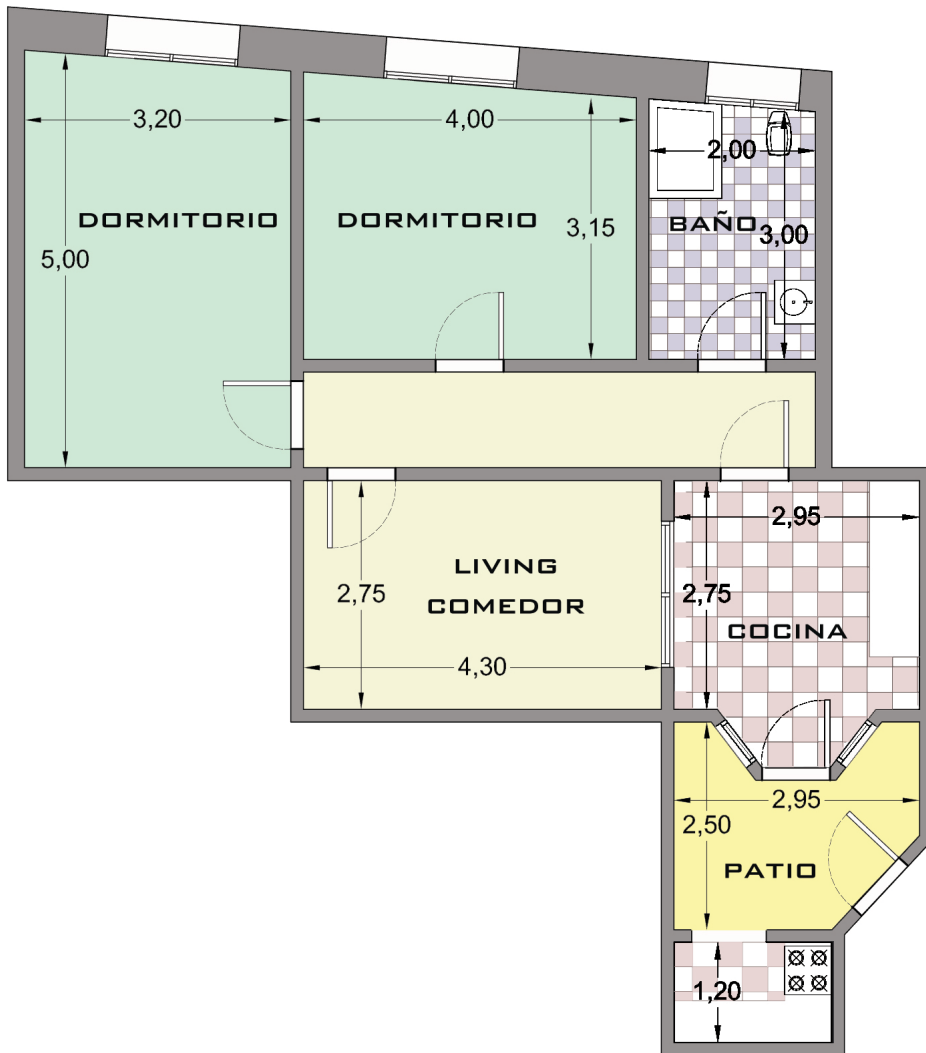 3,20
4,00
2,00
DORMITORIO
DORMITORIO
BAÑO
3,15
3,00
5,00
2,95
LIVING
COMEDOR
2,75
2,75
COCINA
4,30
2,95
2,50
PATIO
1,20